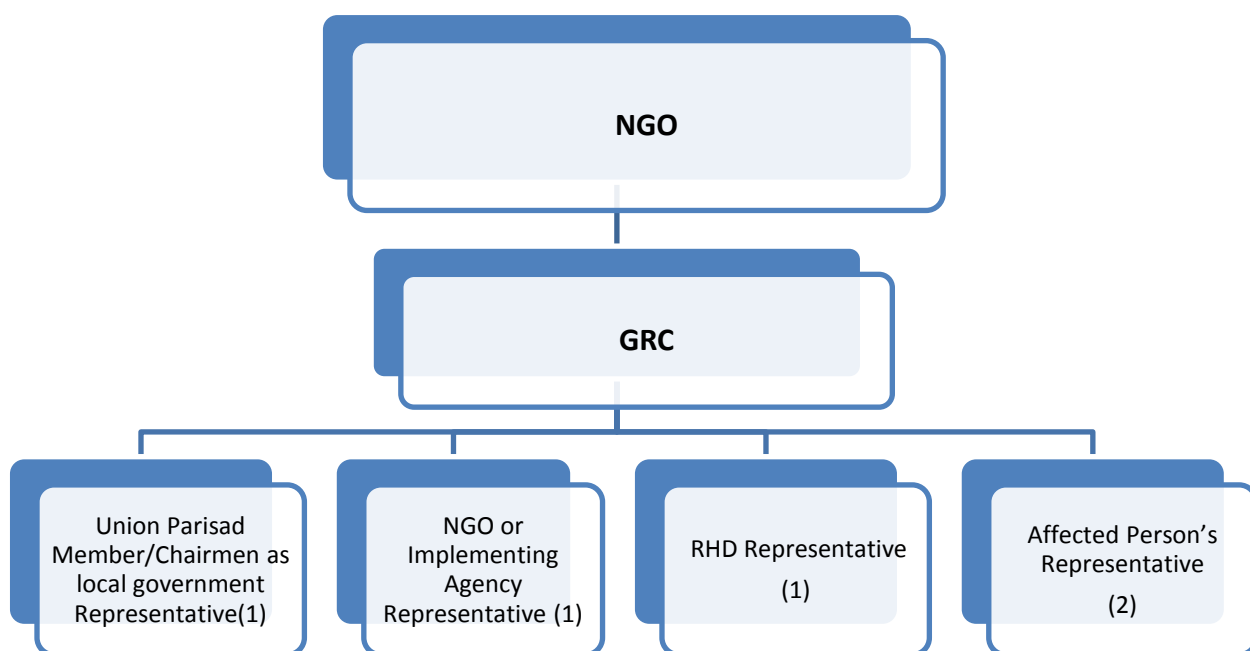 NGO
GRC
Union Parisad
Member/Chairmen as
local government
Representative(1)
NGO or
Implementing
Agency
Representative (1)
RHD Representative
(1)
Affected Person’s
Representative
(2)